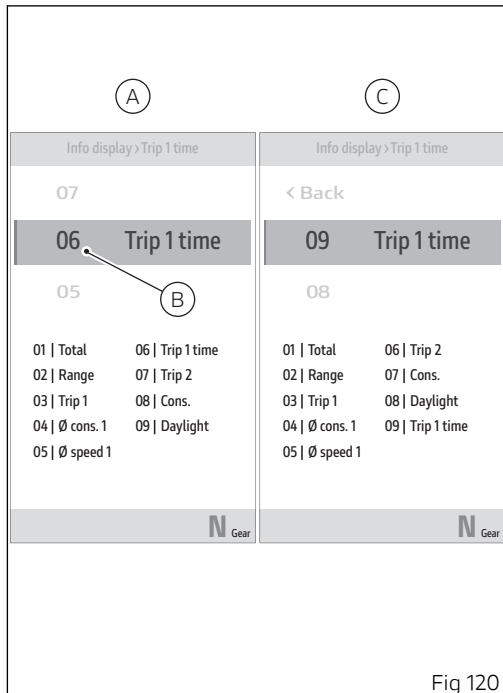 A
C
Info display › Trip 1 time
07
06 Trip 1 time
05
B
01 | Total 06 | Trip 1 time
02 | Range 07 | Trip 2
03 | Trip 1 08 | Cons.
04 | Ø cons. 1 09 | Daylight
05 | Ø speed 1
N Gear
Info display › Trip 1 time
‹ Back
09 Trip 1 time
08
01 | Total 06 | Trip 2
02 | Range 07 | Cons.
03 | Trip 1 08 | Daylight
04 | Ø cons. 1 09 | Trip 1 time
05 | Ø speed 1
N Gear
Fig 120